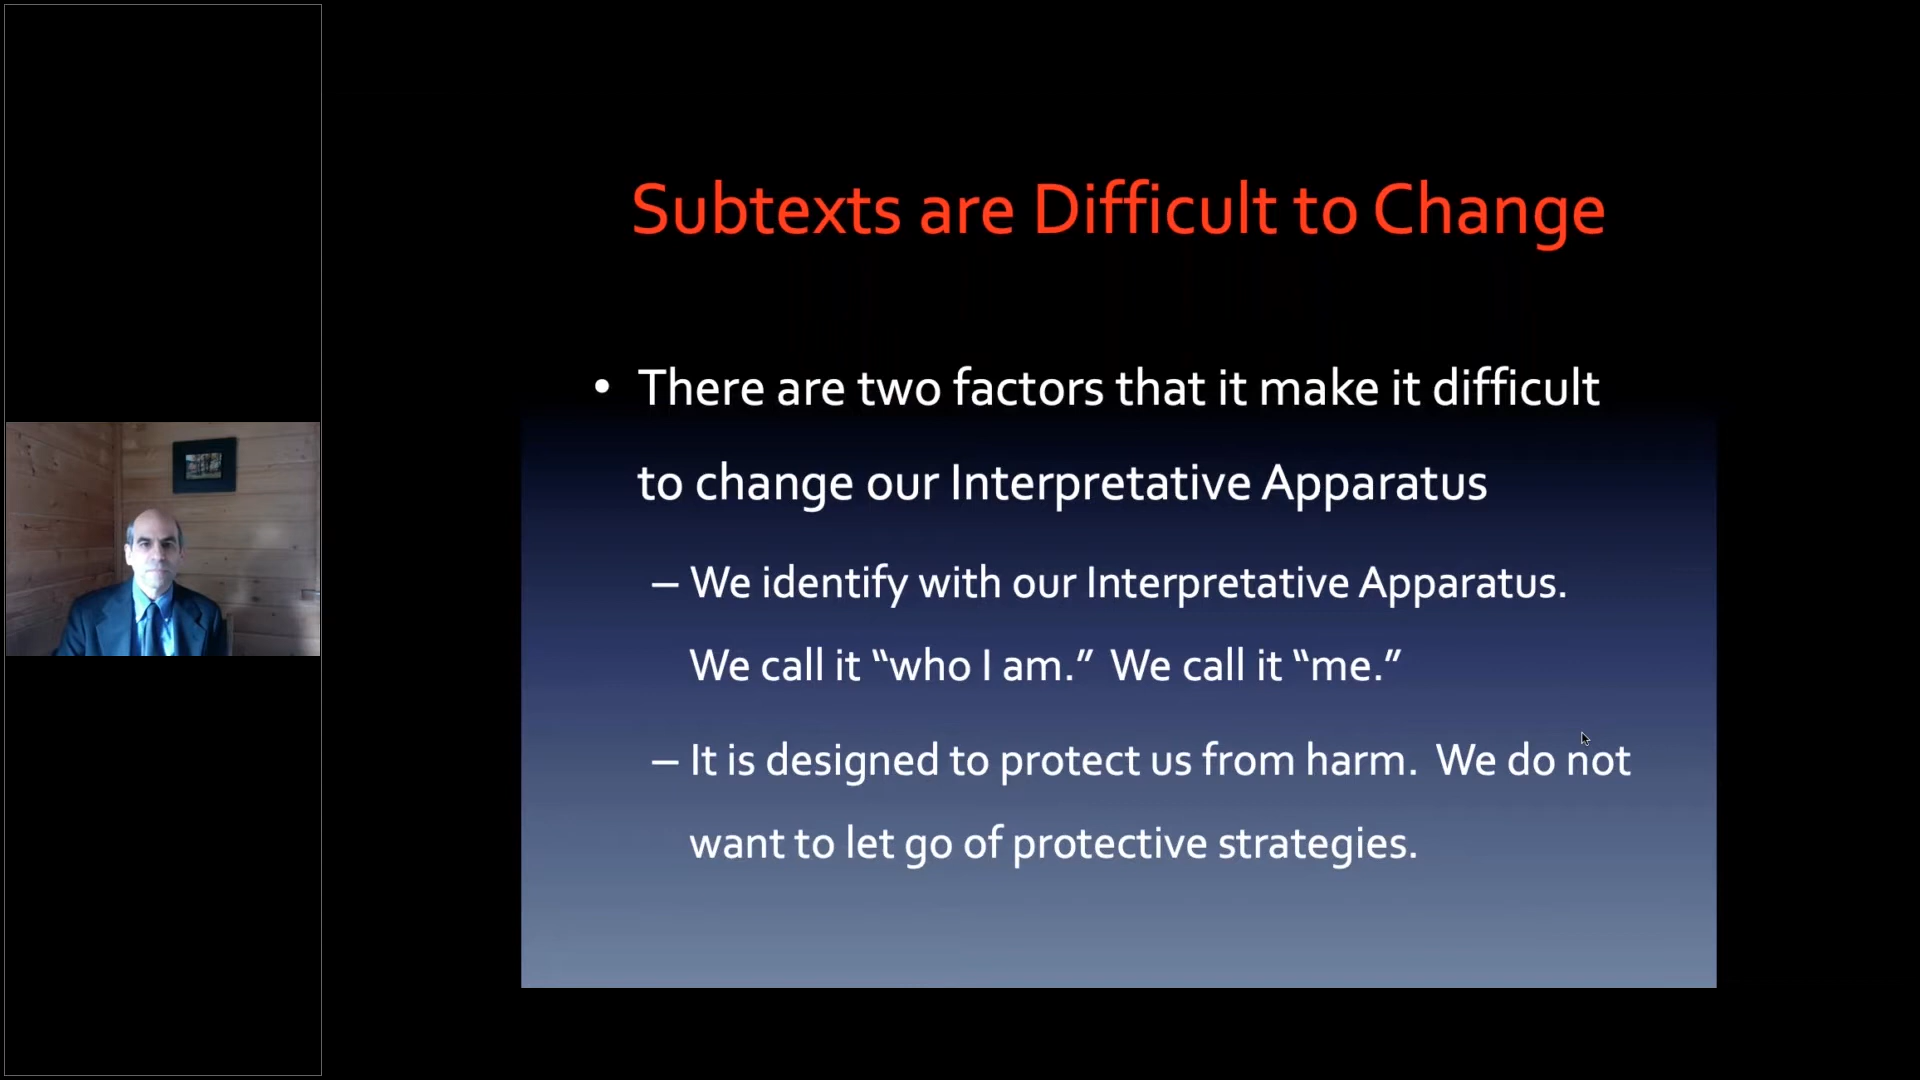 Subtexts are Difficult to Change
• There are two factors that it make it difficult
to change our Interpretative Apparatus
– We identify with our Interpretative Apparatus.
We call it “who I am.” We call it “me.”
– It is designed to protect us from harm. We do not
want to let go of protective strategies.